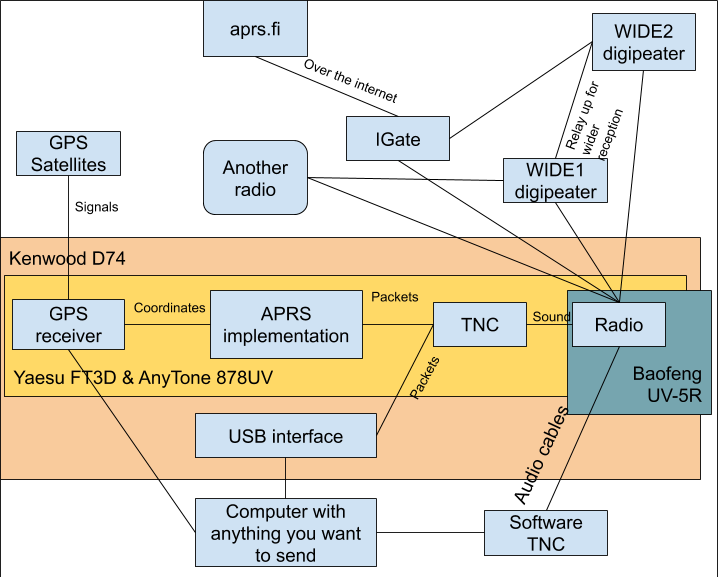 aprs.fi
WIDE2
digipeater
Over the internet
Relay up for
wider
reception
IGate
GPS
Satellites
Another
radio
WIDE1
digipeater
Signals
Kenwood D74
GPS
receiver
Coordinates
APRS
implementation
Packets
TNC
Sound
Radio
Yaesu FT3D & AnyTone 878UV
Packets
Baofeng
UV-5R
USB interface
Audio cables
Computer with
anything you want
to send
Software
TNC